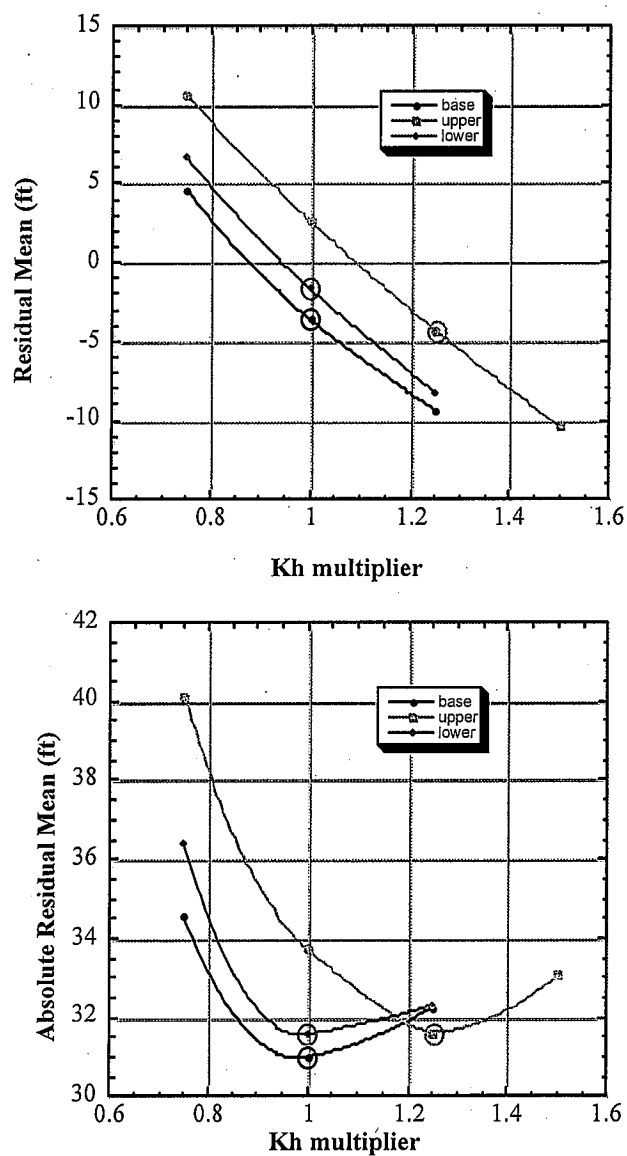 15
10
5
0
-5
-10
-15
Residual Mean (ft)
base
upper
lower
0.6 0.8 1 1.2 1.4 1.6
Kh multiplier
42
40
38
36
34
32
30
Absolute Residual Mean (ft)
base
upper
lower
0.6 0.8 1 1.2 1.4 1.6
Kh multiplier